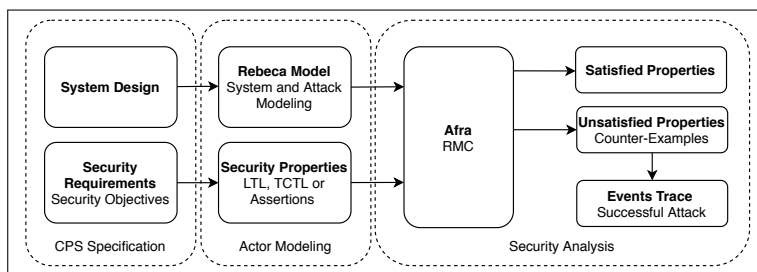 System Design
Security
Requirements
Security Objectives
CPS Specification
Rebeca Model
System and Attack
Modeling
Security Properties
LTL, TCTL or
Assertions
Actor Modeling
Afra
RMC
Satisfied Properties
Unsatisfied Properties
Counter-Examples
Events Trace
Successful Attack
Security Analysis